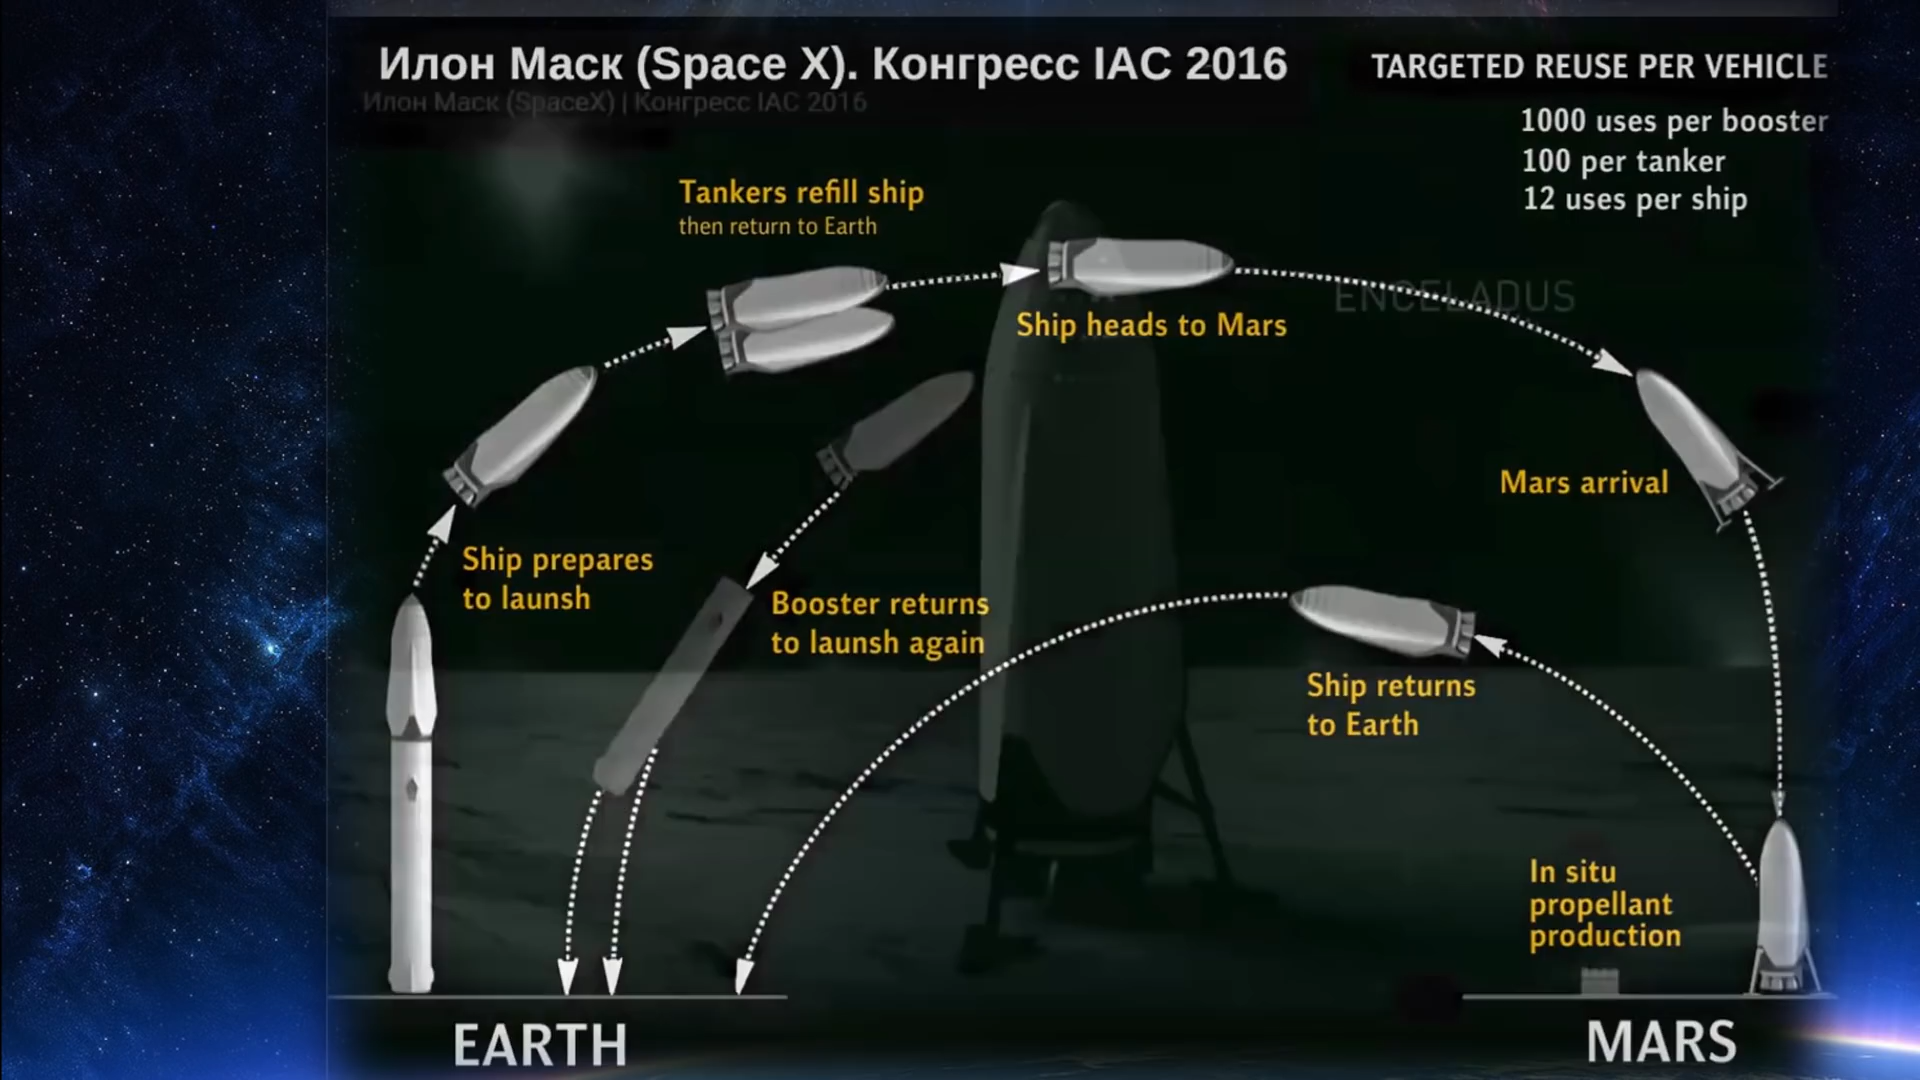 Илон Маск (Space X). Конгресс IAC 2016
Илон Маск (SpaceX) | Конгресс IAC 2016
TARGETED REUSE PER VEHICLE
1000 uses per booster
100 per tanker
12 uses per ship
Tankers refill ship
then return to Earth
Ship heads to Mars
ENCELADUS
Mars arrival
Ship prepares
to launsh
Booster returns
to launsh again
Ship returns
to Earth
In situ
propellant
production
EARTH
MARS